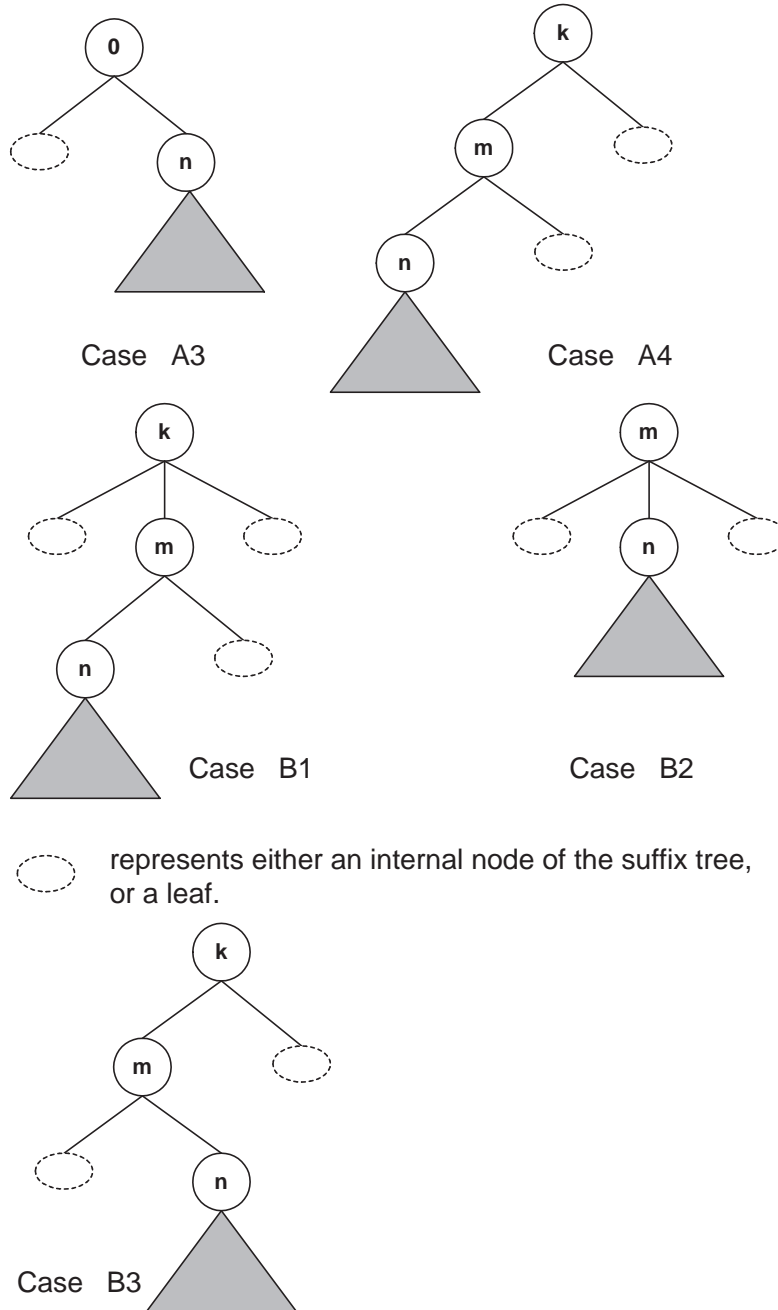 0
k
n
m
n
Case A3
Case A4
k
m
m
n
n
Case B1
Case B2
represents either an internal node of the suffix tree,
or a leaf.
k
m
n
Case B3